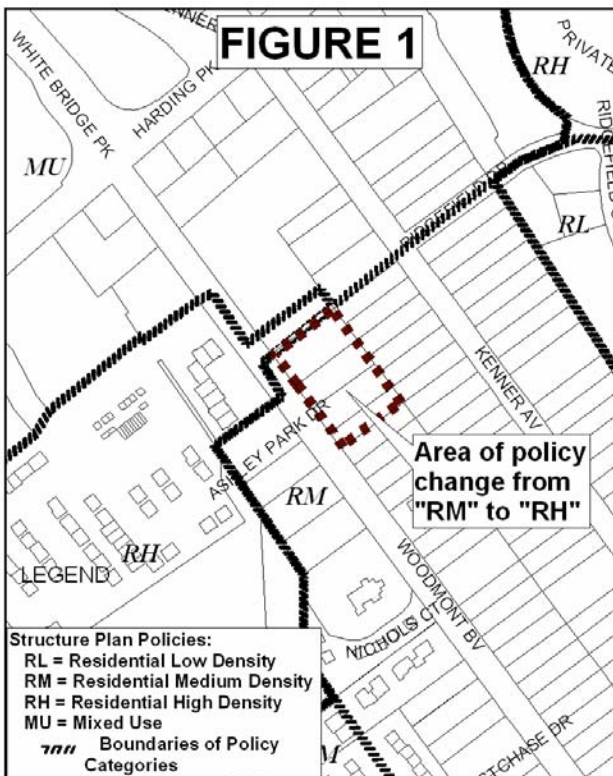 FIGURE 1
WHITE BRIDGE PK
HARDING PK
KENNER
PRIVATE
RH
MU
RL
KENNER AV
ASHLEY PARK DR
RM
Area of policy
change from
"RM" to "RH"
RH
LEGEND
WOODMONT BV
NICHOLS CT
Structure Plan Policies:
RL = Residential Low Density
RM = Residential Medium Density
RH = Residential High Density
MU = Mixed Use
Boundaries of Policy
Categories